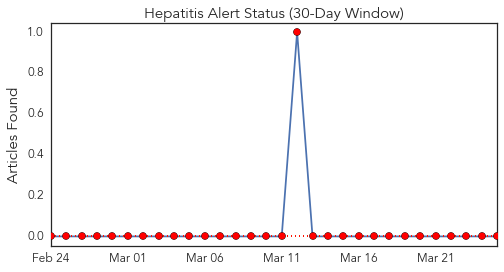 Hepatitis Alert Status (30-Day Window)
Articles Found
1.0
0.8
0.6
0.4
0.2
0.0
Feb 24 Mar 01 Mar 06 Mar 11 Mar 16 Mar 21